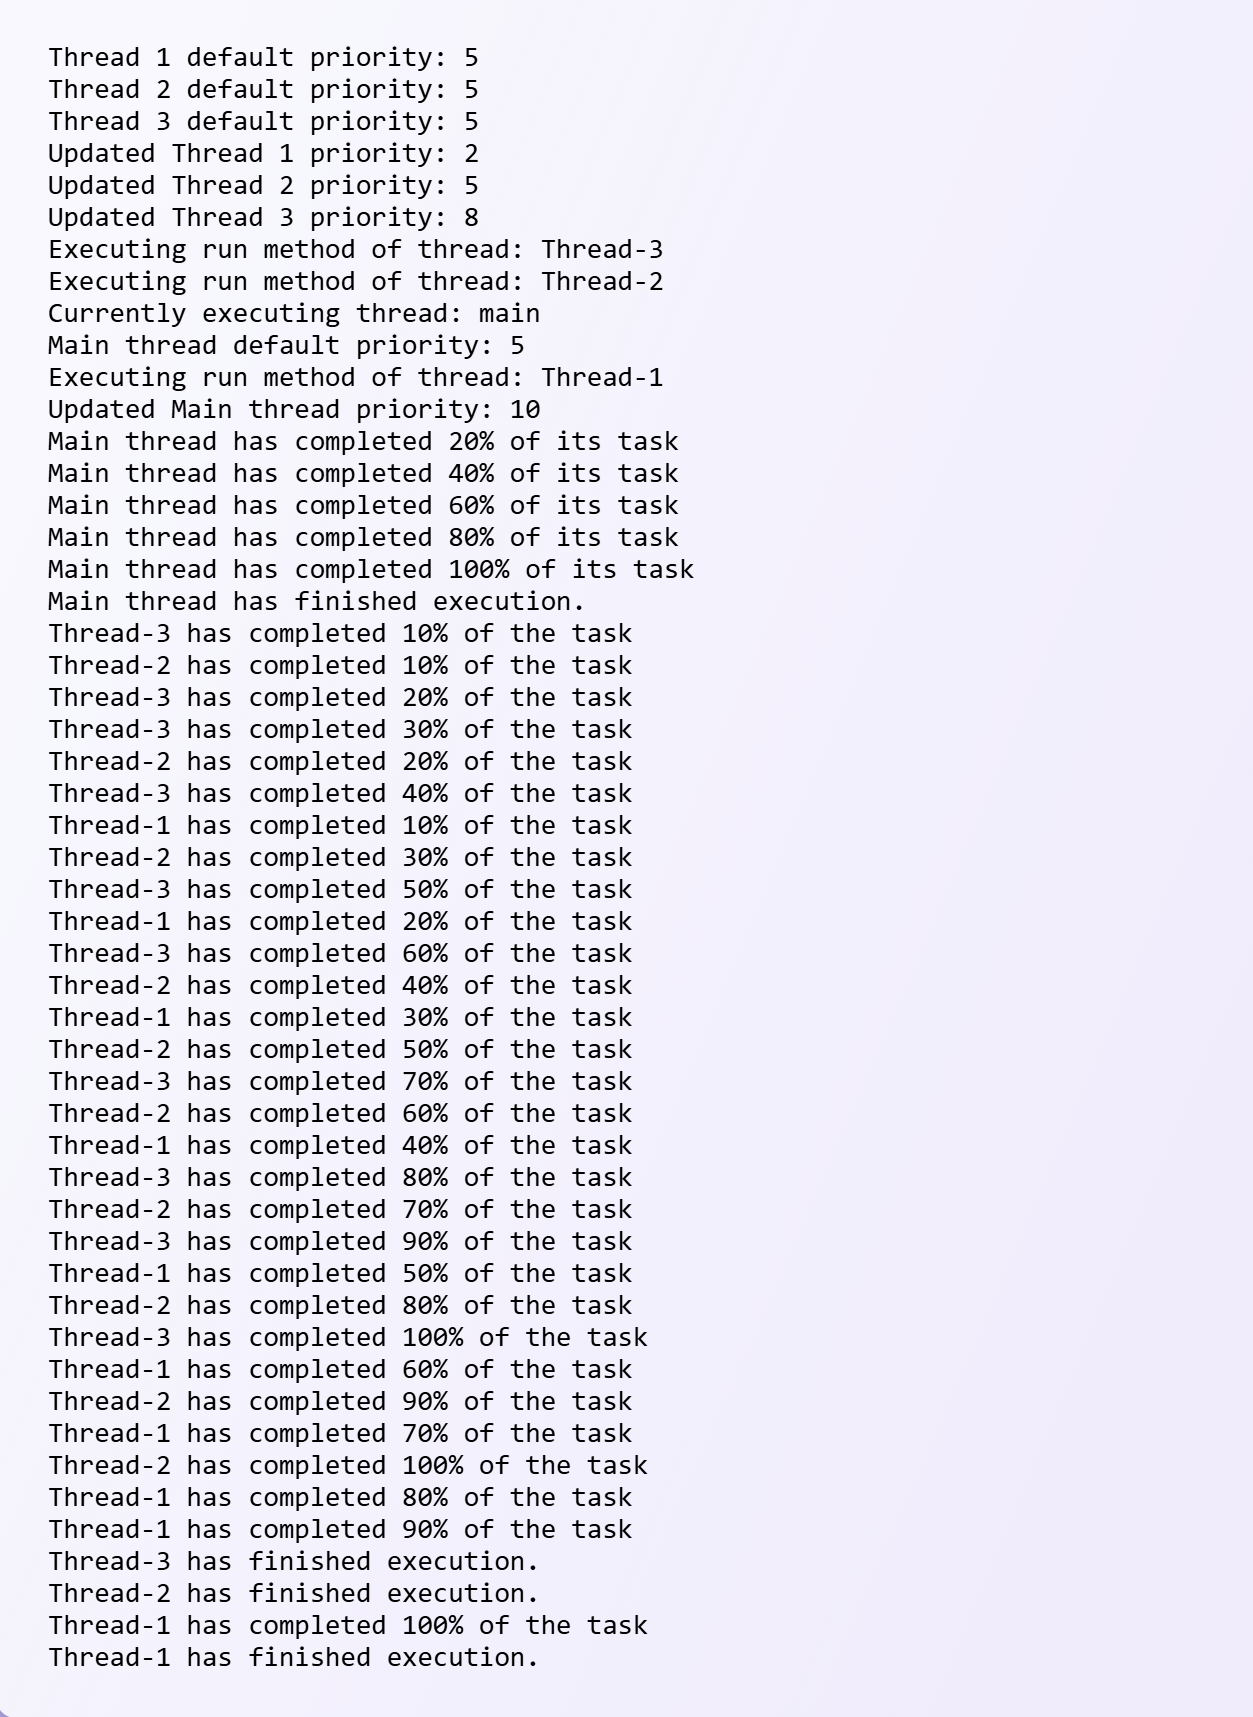 Thread 1 default priority: 5
Thread 2 default priority: 5
Thread 3 default priority: 5
Updated Thread 1 priority: 2
Updated Thread 2 priority: 5
Updated Thread 3 priority: 8
Executing run method of thread: Thread-3
Executing run method of thread: Thread-2
Currently executing thread: main
Main thread default priority: 5
Executing run method of thread: Thread-1
Updated Main thread priority: 10
Main thread has completed 20% of its task
Main thread has completed 40% of its task
Main thread has completed 60% of its task
Main thread has completed 80% of its task
Main thread has completed 100% of its task
Main thread has finished execution.
Thread-3 has completed 10% of the task
Thread-2 has completed 10% of the task
Thread-3 has completed 20% of the task
Thread-3 has completed 30% of the task
Thread-2 has completed 20% of the task
Thread-3 has completed 40% of the task
Thread-1 has completed 10% of the task
Thread-2 has completed 30% of the task
Thread-3 has completed 50% of the task
Thread-1 has completed 20% of the task
Thread-3 has completed 60% of the task
Thread-2 has completed 40% of the task
Thread-1 has completed 30% of the task
Thread-2 has completed 50% of the task
Thread-3 has completed 70% of the task
Thread-2 has completed 60% of the task
Thread-1 has completed 40% of the task
Thread-3 has completed 80% of the task
Thread-2 has completed 70% of the task
Thread-3 has completed 90% of the task
Thread-1 has completed 50% of the task
Thread-2 has completed 80% of the task
Thread-3 has completed 100% of the task
Thread-1 has completed 60% of the task
Thread-2 has completed 90% of the task
Thread-1 has completed 70% of the task
Thread-2 has completed 100% of the task
Thread-1 has completed 80% of the task
Thread-1 has completed 90% of the task
Thread-3 has finished execution.
Thread-2 has finished execution.
Thread-1 has completed 100% of the task
Thread-1 has finished execution.